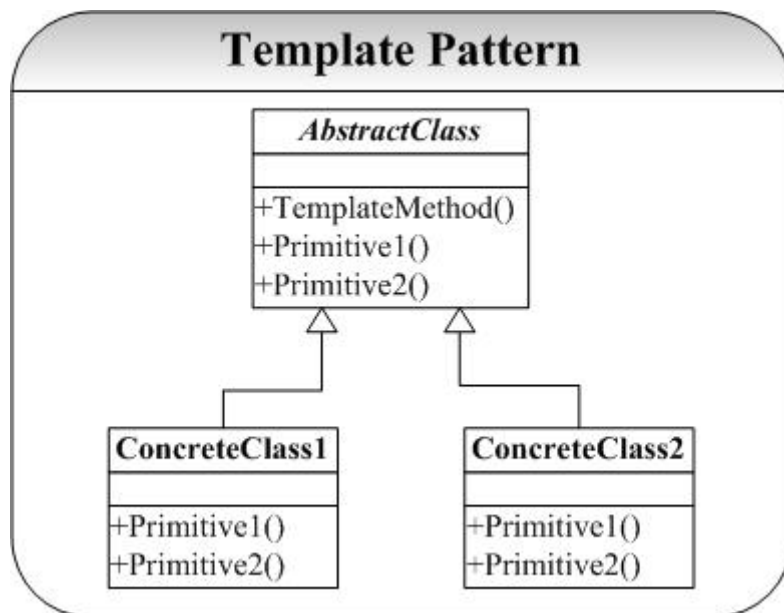 Template Pattern
AbstractClass
+TemplateMethod()
+Primitive1()
+Primitive2()
ConcreteClass1
+Primitive1()
+Primitive2()
ConcreteClass2
+Primitive1()
+Primitive2()